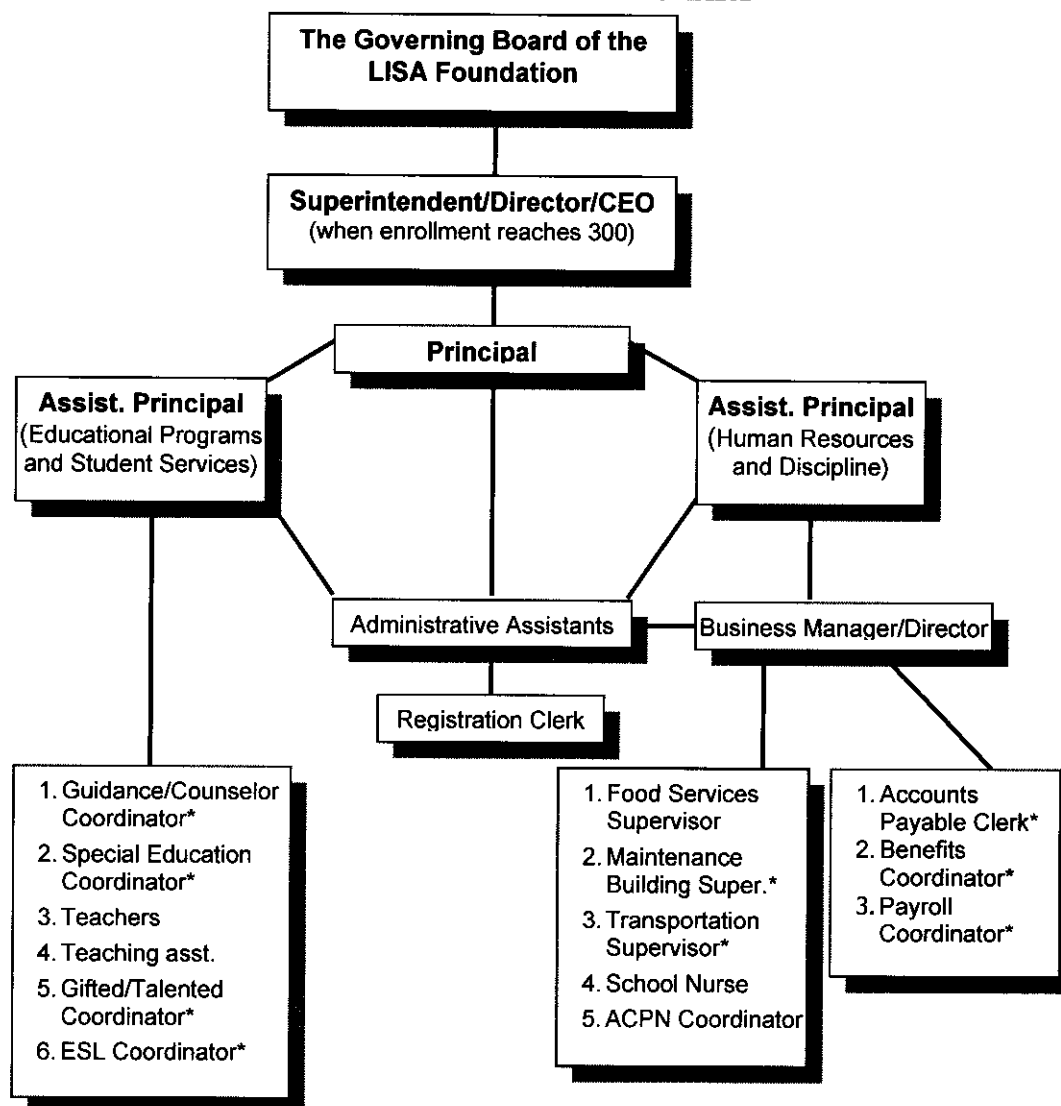 The Governing Board of the
LISA Foundation
Superintendent/Director/CEO
(when enrollment reaches 300)
Principal
Assist. Principal
(Educational Programs
and Student Services)
Assist. Principal
(Human Resources
and Discipline)
Administrative Assistants
Business Manager/Director
Registration Clerk
1. Guidance/Counselor
Coordinator*
2. Special Education
Coordinator*
3. Teachers
4. Teaching asst.
5. Gifted/Talented
Coordinator*
6. ESL Coordinator*
1. Food Services
Supervisor
2. Maintenance
Building Super.*
3. Transportation
Supervisor*
4. School Nurse
5. ACPN Coordinator
1. Accounts
Payable Clerk*
2. Benefits
Coordinator*
3. Payroll
Coordinator*